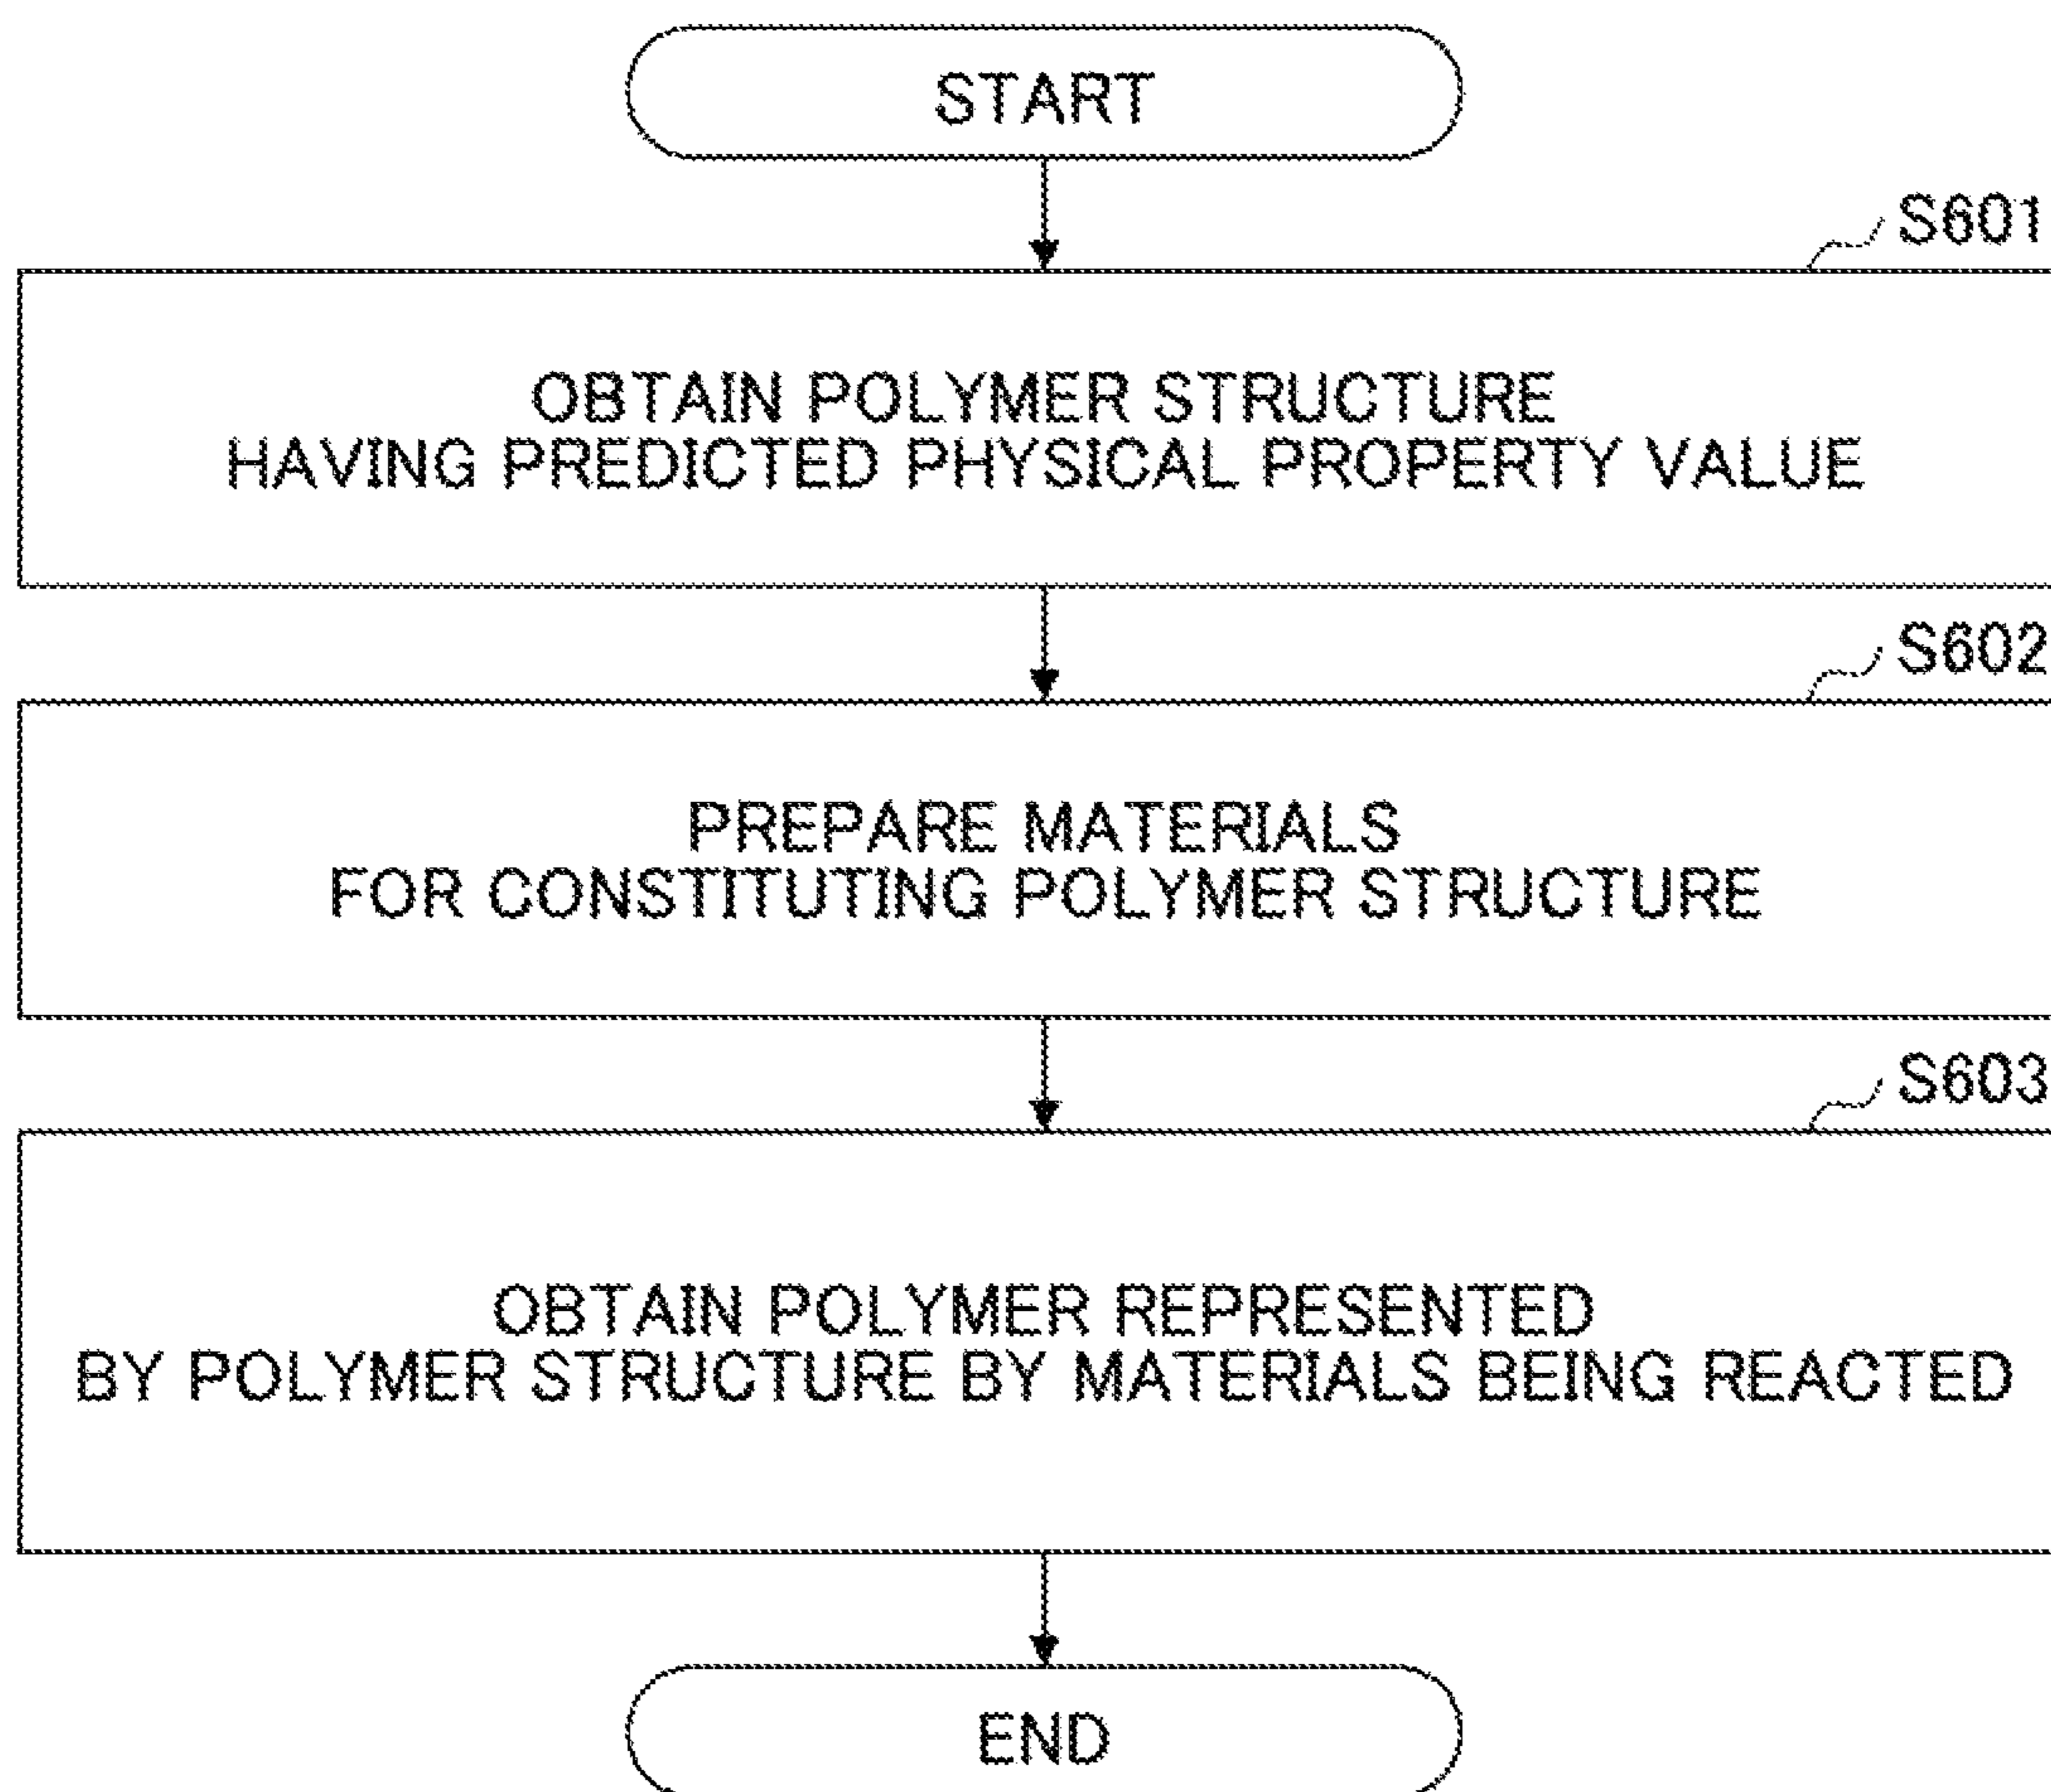 START
S601
OBTAIN POLYMER STRUCTURE
HAVING PREDICTED PHYSICAL PROPERTY VALUE
S602
PREPARE MATERIALS
FOR CONSTITUTING POLYMER STRUCTURE
S603
OBTAIN POLYMER REPRESENTED
BY POLYMER STRUCTURE BY MATERIALS BEING REACTED
END